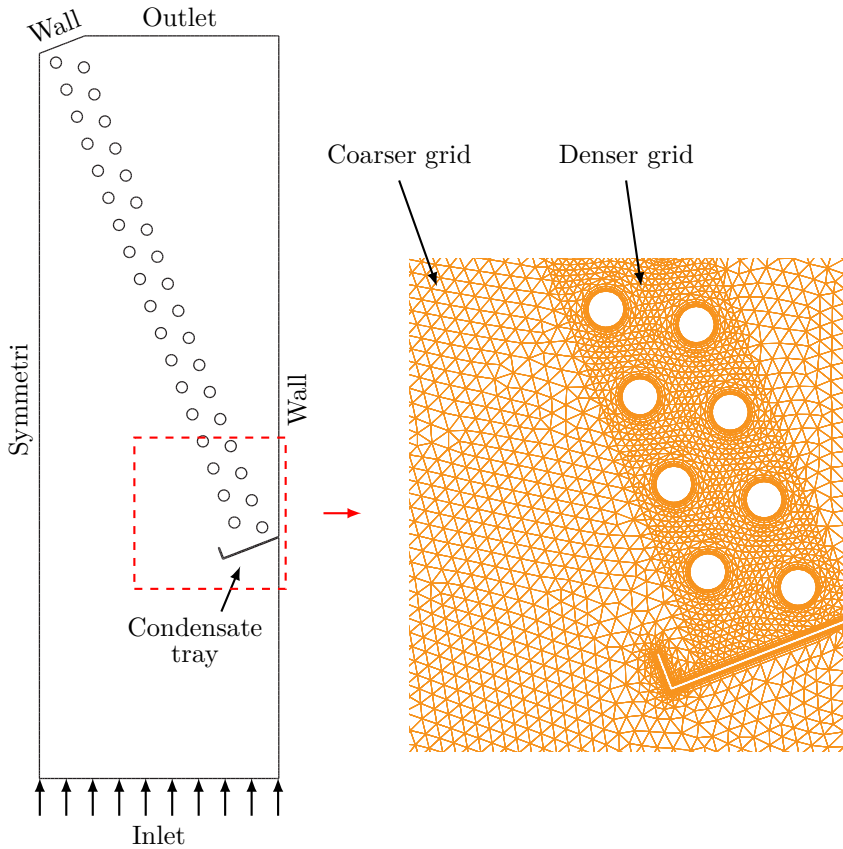 Wall
Outlet
Coarser grid
Denser grid
Symmetri
Wall
Condensate
tray
Inlet